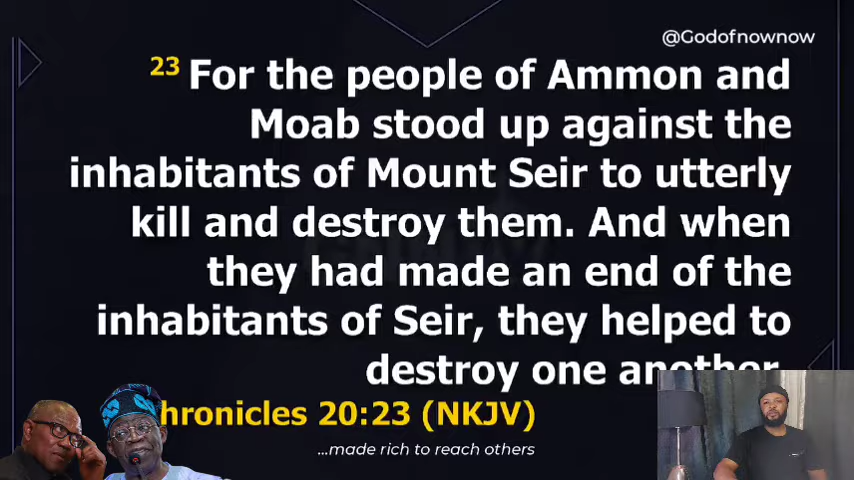 @Godofnownow
23 For the people of Ammon and
Moab stood up against the
inhabitants of Mount Seir to utterly
kill and destroy them. And when
they had made an end of the
inhabitants of Seir, they helped to
destroy one another.
hronicles 20:23 (NKJV)
...made rich to reach others